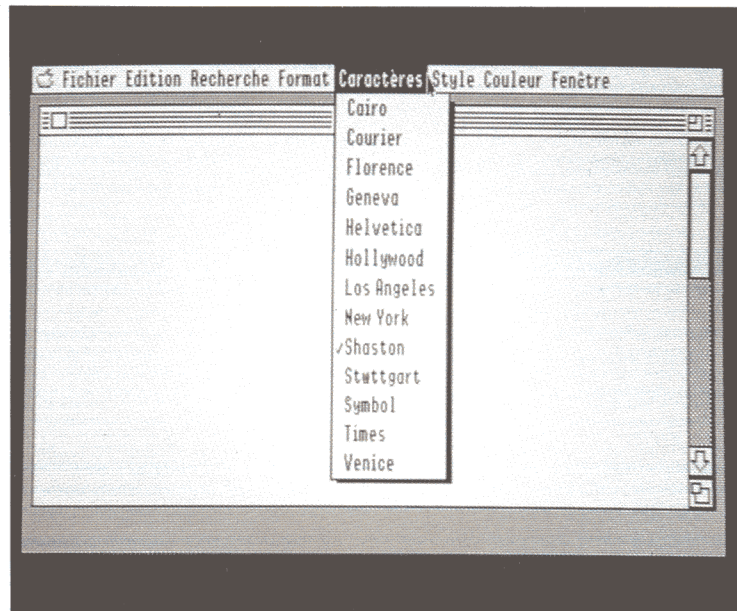 Fichier Edition Recherche Format Caractères Style Couleur Fenêtre
Cairo
Courier
Florence
Geneva
Helvetica
Hollywood
Los Angeles
New York
✓Shaston
Stuttgart
Symbol
Times
Venice